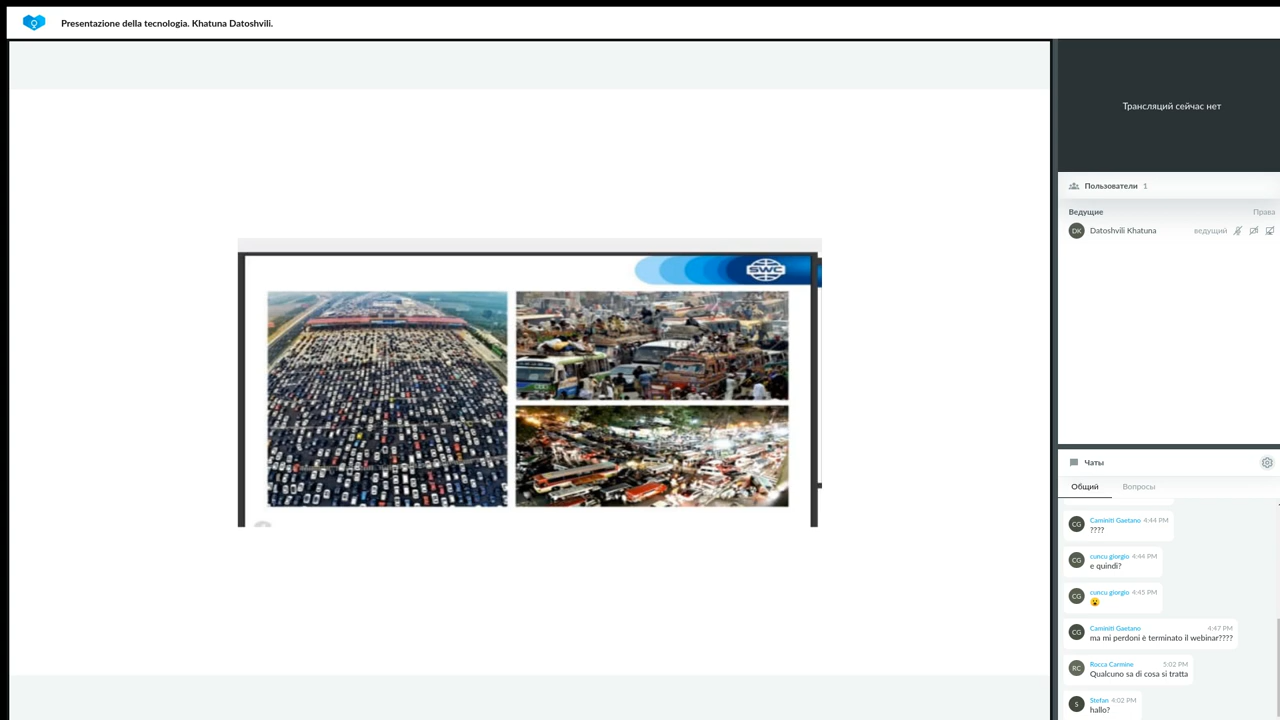 Presentazione della tecnologia. Khatuna Datoshvili.
SWC
Трансляций сейчас нет
Пользователи 1
Ведущие Права
DK Datoshvili Khatuna ведущий
Чаты
Общий Вопросы
CG Caminiti Gaetano 4:44 PM
????
CG cuncu giorgio 4:44 PM
e quindi?
CG cuncu giorgio 4:45 PM
😮
CG Caminiti Gaetano 4:47 PM
ma mi perdoni è terminato il webinar????
RC Rocca Carmine 5:02 PM
Qualcuno sa di cosa si tratta
S Stefan 4:02 PM
hallo?